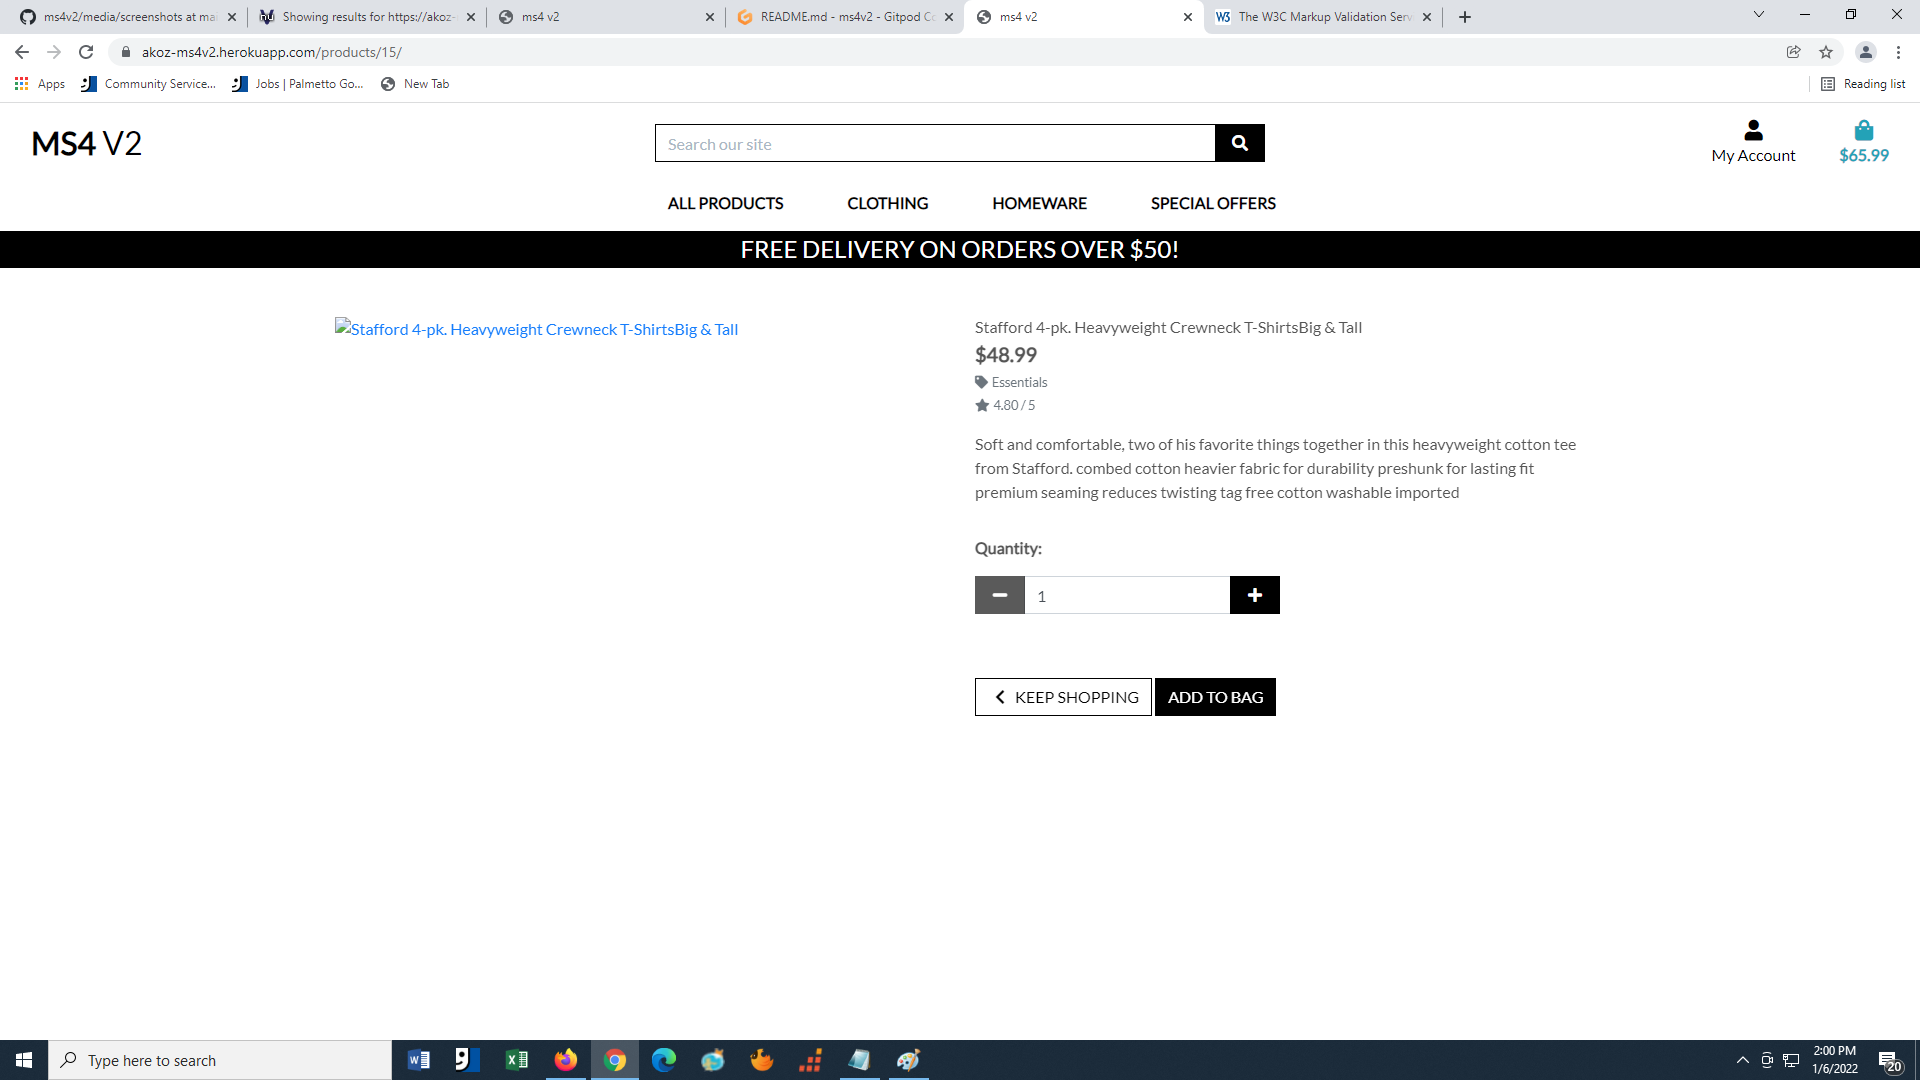 ms4v2/media/screenshots at ma
Showing results for https://akoz-
ms4 v2
README.md - ms4v2 - Gitpod Co
ms4 v2
The W3C Markup Validation Serv
akoz-ms4v2.herokuapp.com/products/15/
Apps
Community Service...
Jobs | Palmetto Go...
New Tab
Reading list
MS4 V2
Search our site
My Account
$65.99
ALL PRODUCTS
CLOTHING
HOMEWARE
SPECIAL OFFERS
FREE DELIVERY ON ORDERS OVER $50!
Stafford 4-pk. Heavyweight Crewneck T-ShirtsBig & Tall
Stafford 4-pk. Heavyweight Crewneck T-ShirtsBig & Tall
$48.99
Essentials
4.80 / 5
Soft and comfortable, two of his favorite things together in this heavyweight cotton tee
from Stafford. combed cotton heavier fabric for durability preshunk for lasting fit
premium seaming reduces twisting tag free cotton washable imported
Quantity:
1
KEEP SHOPPING
ADD TO BAG
Type here to search
2:00 PM
1/6/2022
20